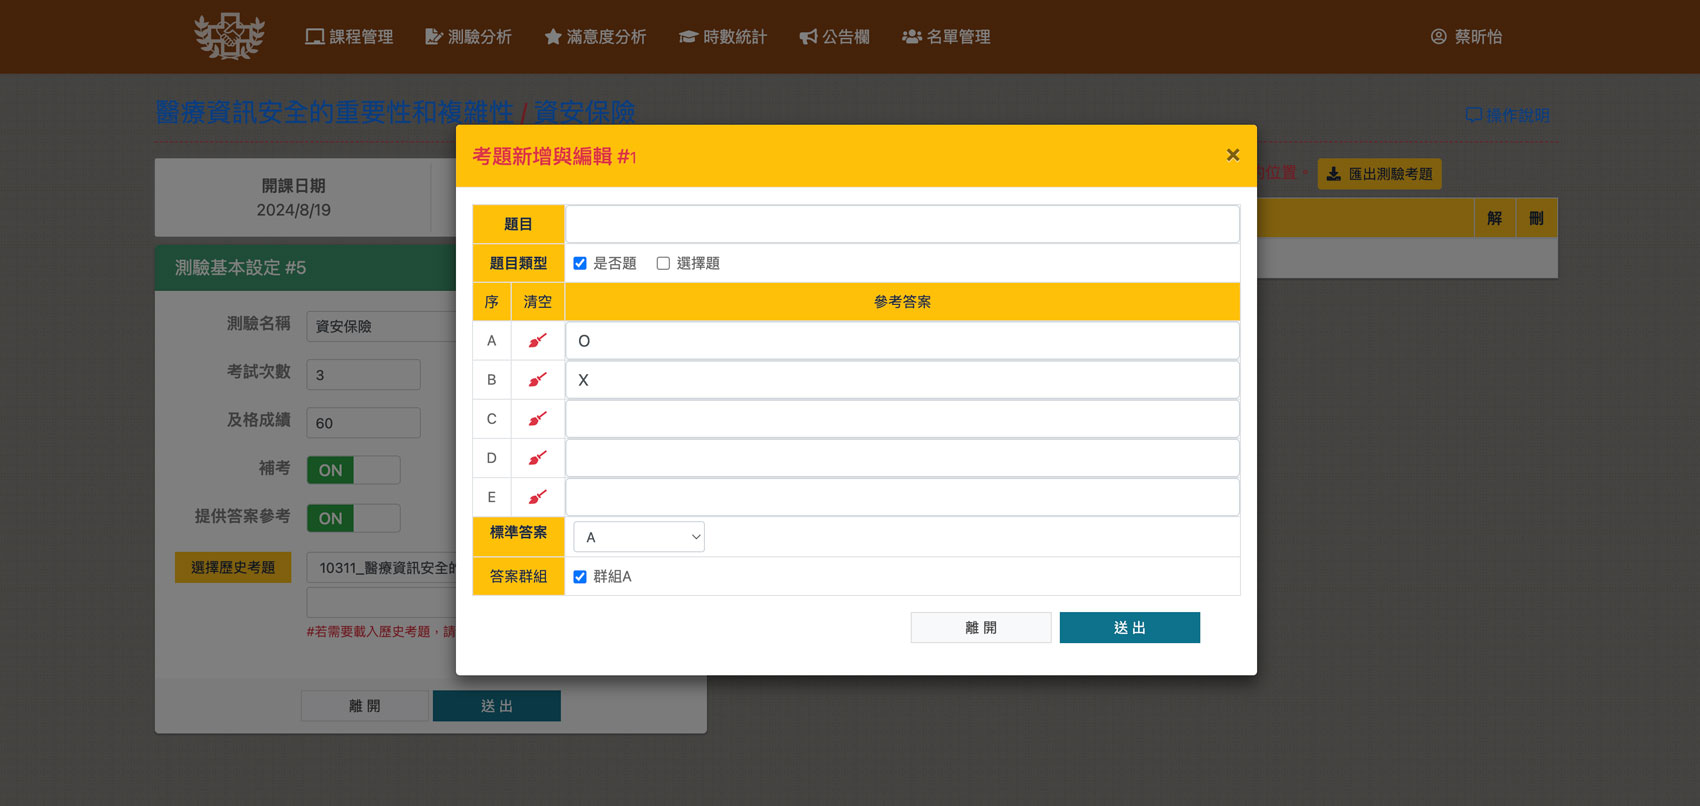 課程管理 測驗分析 滿意度分析 時數統計 公告欄 名單管理 蔡昕怡
醫療資訊安全的重要性和複雜性 / 資安保險
操作說明
開課日期
2024/8/19
的位置。
匯出測驗考題
解 刪
測驗基本設定 #5
測驗名稱 資安保險
考試次數 3
及格成績 60
補考 ON
提供答案參考 ON
選擇歷史考題 10311_醫療資訊安全的
#若需要載入歷史考題,請
離 開 送 出
考題新增與編輯 #1
×
題目
題目類型 是否題 選擇題
序 清空 參考答案
A O
B X
C
D
E
標準答案 A
答案群組 群組A
離 開 送 出